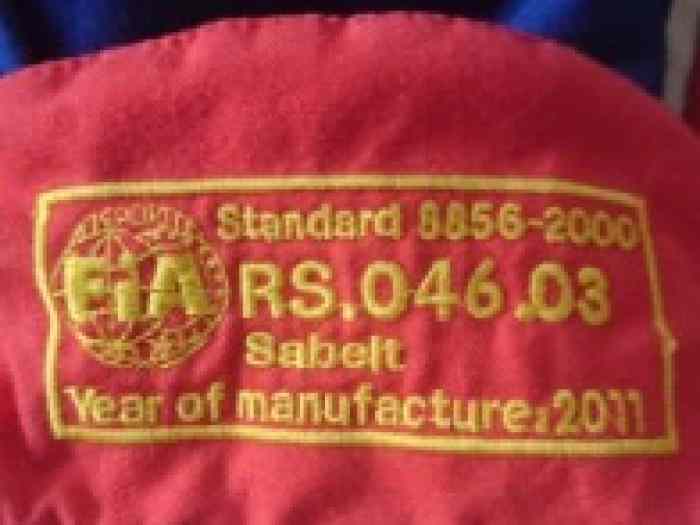 Standard 8856-2000
FiA RS.046.03
Sabelt
Year of manufacture:2011